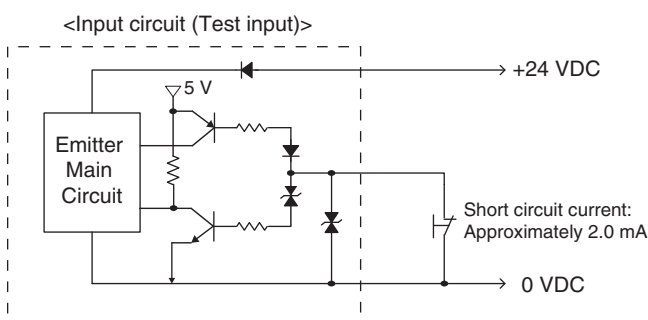 <Input circuit (Test input)>
+24 VDC
5 V
Emitter
Main
Circuit
Short circuit current:
Approximately 2.0 mA
0 VDC